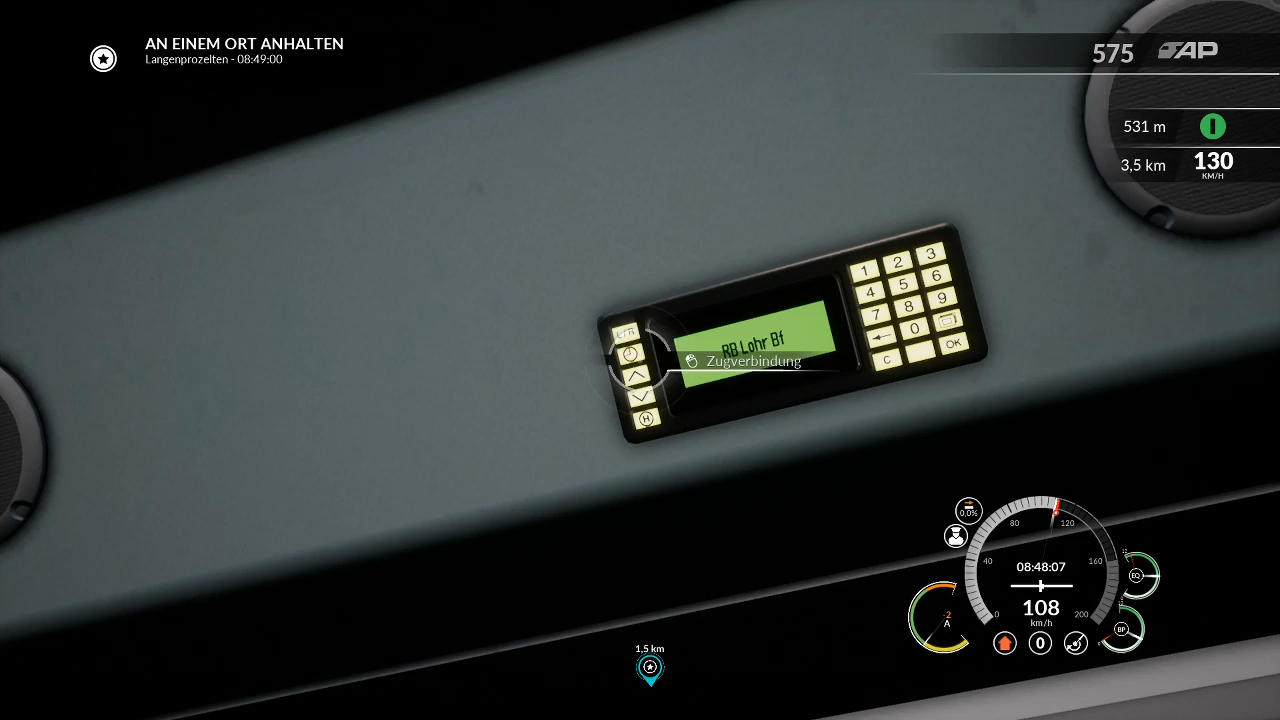 AN EINEM ORT ANHALTEN
Langenprozelten - 08:49:00
575 AP
531 m
3,5 km 130
KM/H
1 2 3
4 5 6
7 8 9
0
C OK
H
RB Lohr Bf
Zugverbindung
0,0%
80 120
40 160
0 200
08:48:07
108
km/h
-2
A
0
EQ
BP
1,5 km